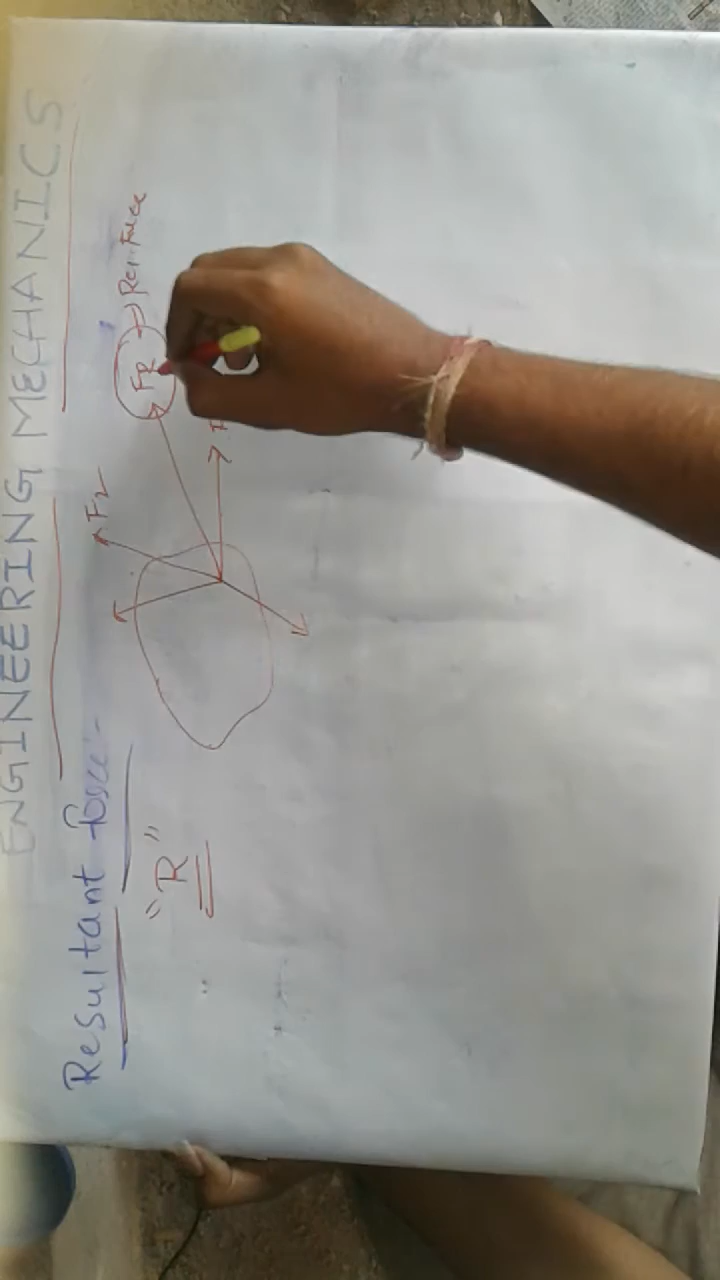 ENGINEERING MECHANICS
Resultant force:-
"R"
F2
F
FR → Res. Force